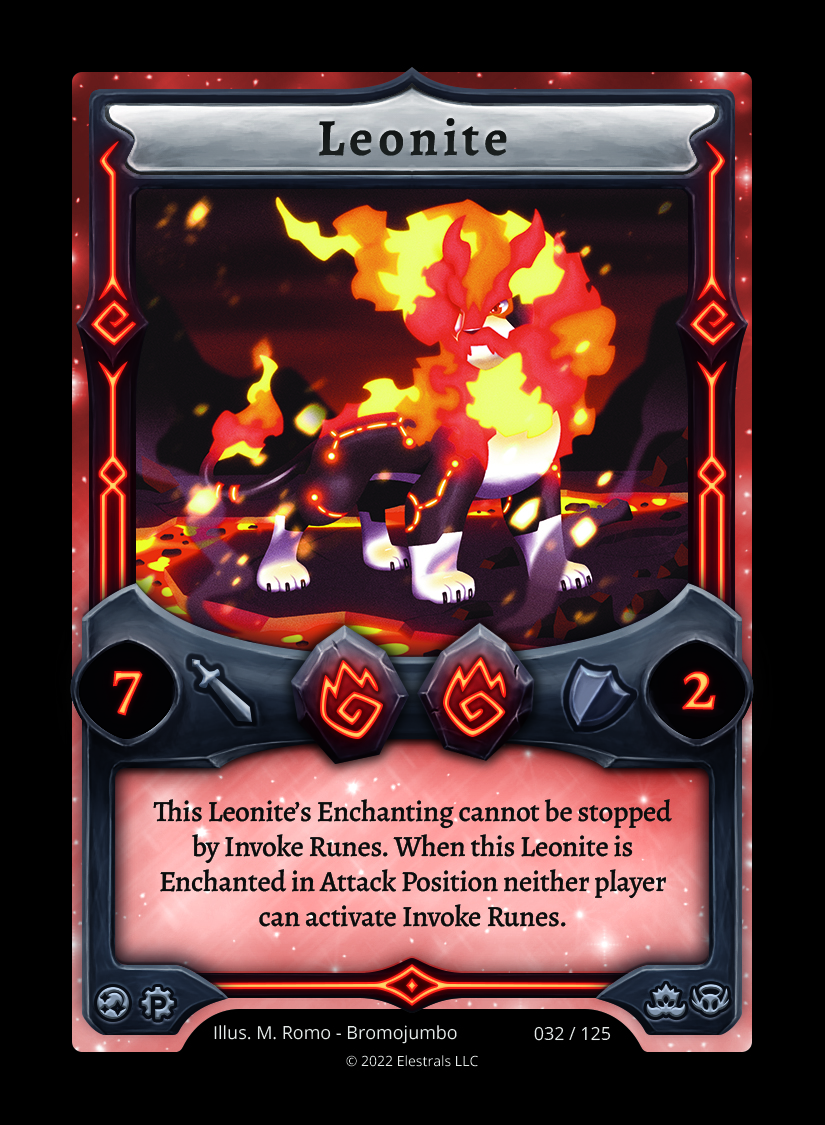 Leonite
7
2
This Leonite's Enchanting cannot be stopped
by Invoke Runes. When this Leonite is
Enchanted in Attack Position neither player
can activate Invoke Runes.
P
Illus. M. Romo - Bromojumbo 032 / 125
© 2022 Elestrals LLC